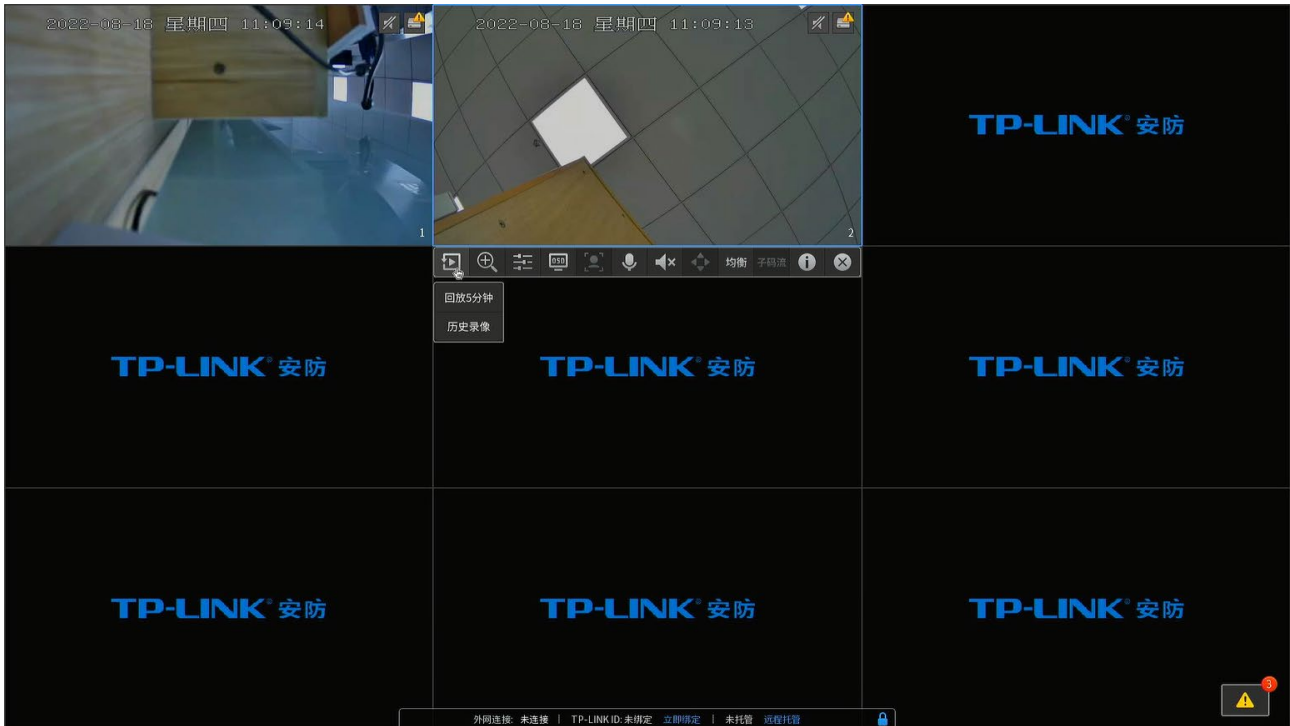 2022-08-18 星期四 11:09:14
2022-08-18 星期四 11:09:13
1
2
TP-LINK® 安防
OSD
均衡 子码流
回放5分钟
历史录像
TP-LINK® 安防
TP-LINK® 安防
TP-LINK® 安防
TP-LINK® 安防
TP-LINK® 安防
TP-LINK® 安防
3
外网连接: 未连接 | TP-LINK ID: 未绑定 立即绑定 | 未托管 远程托管